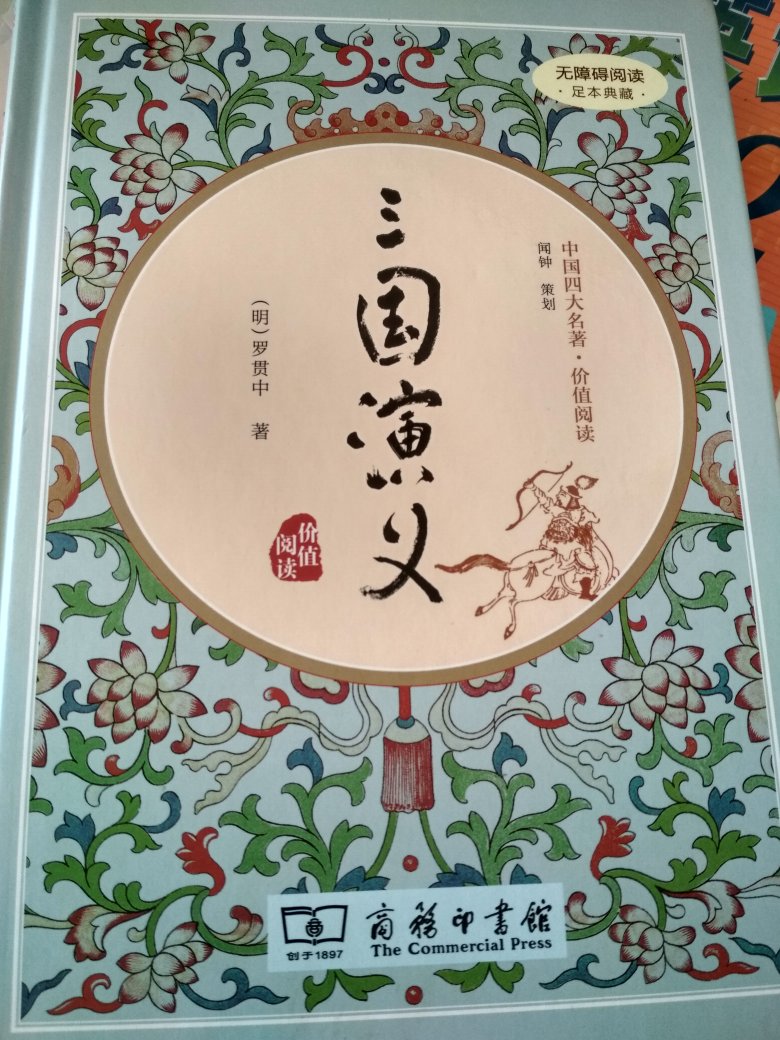 无障碍阅读
·足本典藏·
中国四大名著·价值阅读
闻钟 策划
三国演义
(明)罗贯中 著
价值
阅读
商務印書館
The Commercial Press
创于1897